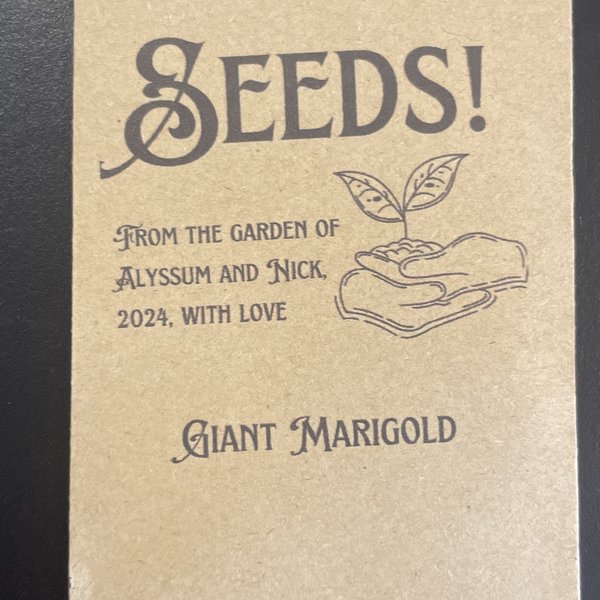 SEEDS!
FROM THE GARDEN OF
ALYSSUM AND NICK,
2024, WITH LOVE
GIANT MARIGOLD